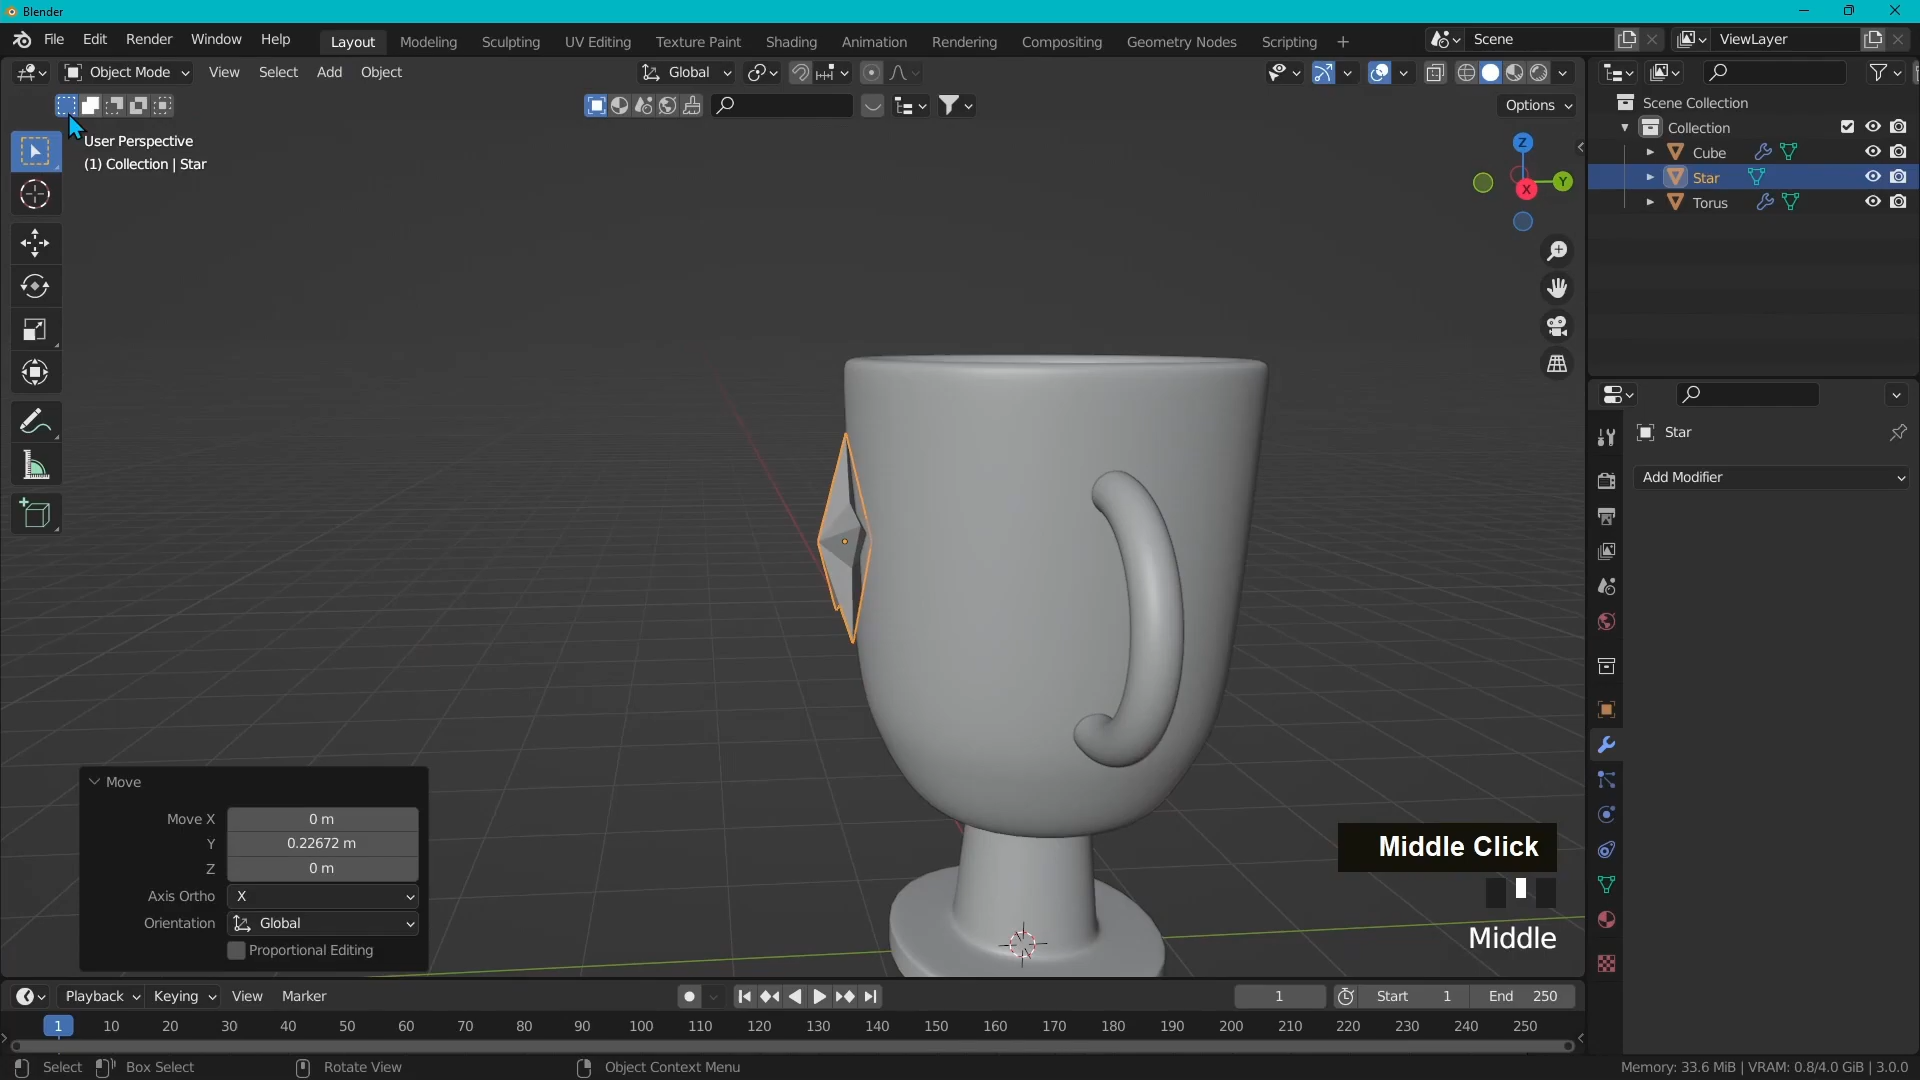 Blender
File Edit Render Window Help
Layout Modeling Sculpting UV Editing Texture Paint Shading Animation Rendering Compositing Geometry Nodes Scripting +
Scene
ViewLayer
Object Mode View Select Add Object
Global
Options
User Perspective
(1) Collection | Star
Z
Y
X
Scene Collection
Collection
Cube
Star
Torus
Star
Add Modifier
Move
Move X 0 m
Y 0.22672 m
Z 0 m
Axis Ortho X
Orientation Global
Proportional Editing
Middle Click
Middle
Playback Keying View Marker
1
Start 1
End 250
1 10 20 30 40 50 60 70 80 90 100 110 120 130 140 150 160 170 180 190 200 210 220 230 240 250
Select Box Select Rotate View Object Context Menu
Memory: 33.6 MiB | VRAM: 0.8/4.0 GiB | 3.0.0